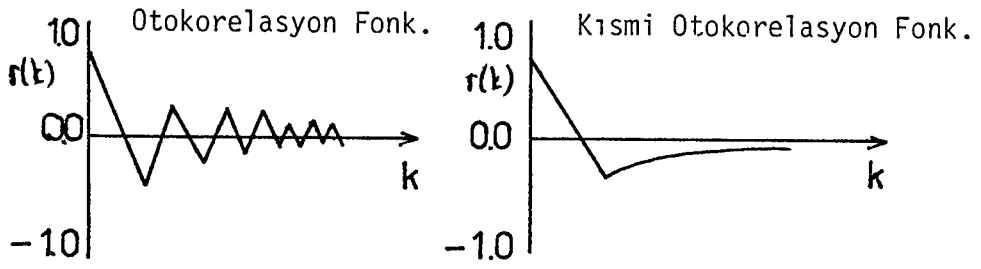 Otokorelasyon Fonk.
1.0
r(k)
0.0
k
-1.0
Kısmi Otokorelasyon Fonk.
1.0
r(k)
0.0
k
-1.0